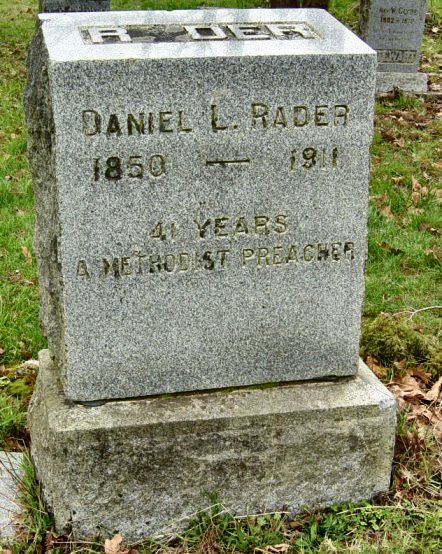 RADER
DANIEL L. RADER
1850 — 1911
41 YEARS
A METHODIST PREACHER